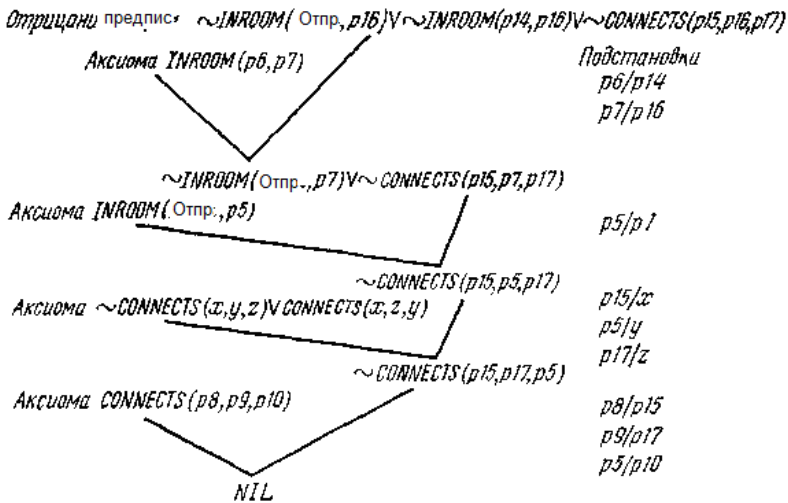 Отрицани предпис. ~INROOM( Отпр.,p16)V~INROOM(p14,p16)V~CONNECTS(p15,p16,p17)
Аксиома INROOM(p6,p7)
Подстановки
p6/p14
p7/p16
~INROOM(Отпр.,p7)V~CONNECTS(p15,p7,p17)
Аксиома INROOM(Отпр.,p5)
p5/p7
~CONNECTS(p15,p5,p17)
Аксиома ~CONNECTS(x,y,z)VCONNECTS(x,z,y)
p15/x
p5/y
p17/z
~CONNECTS(p15,p17,p5)
Аксиома CONNECTS(p8,p9,p10)
p8/p15
p9/p17
p5/p10
NIL